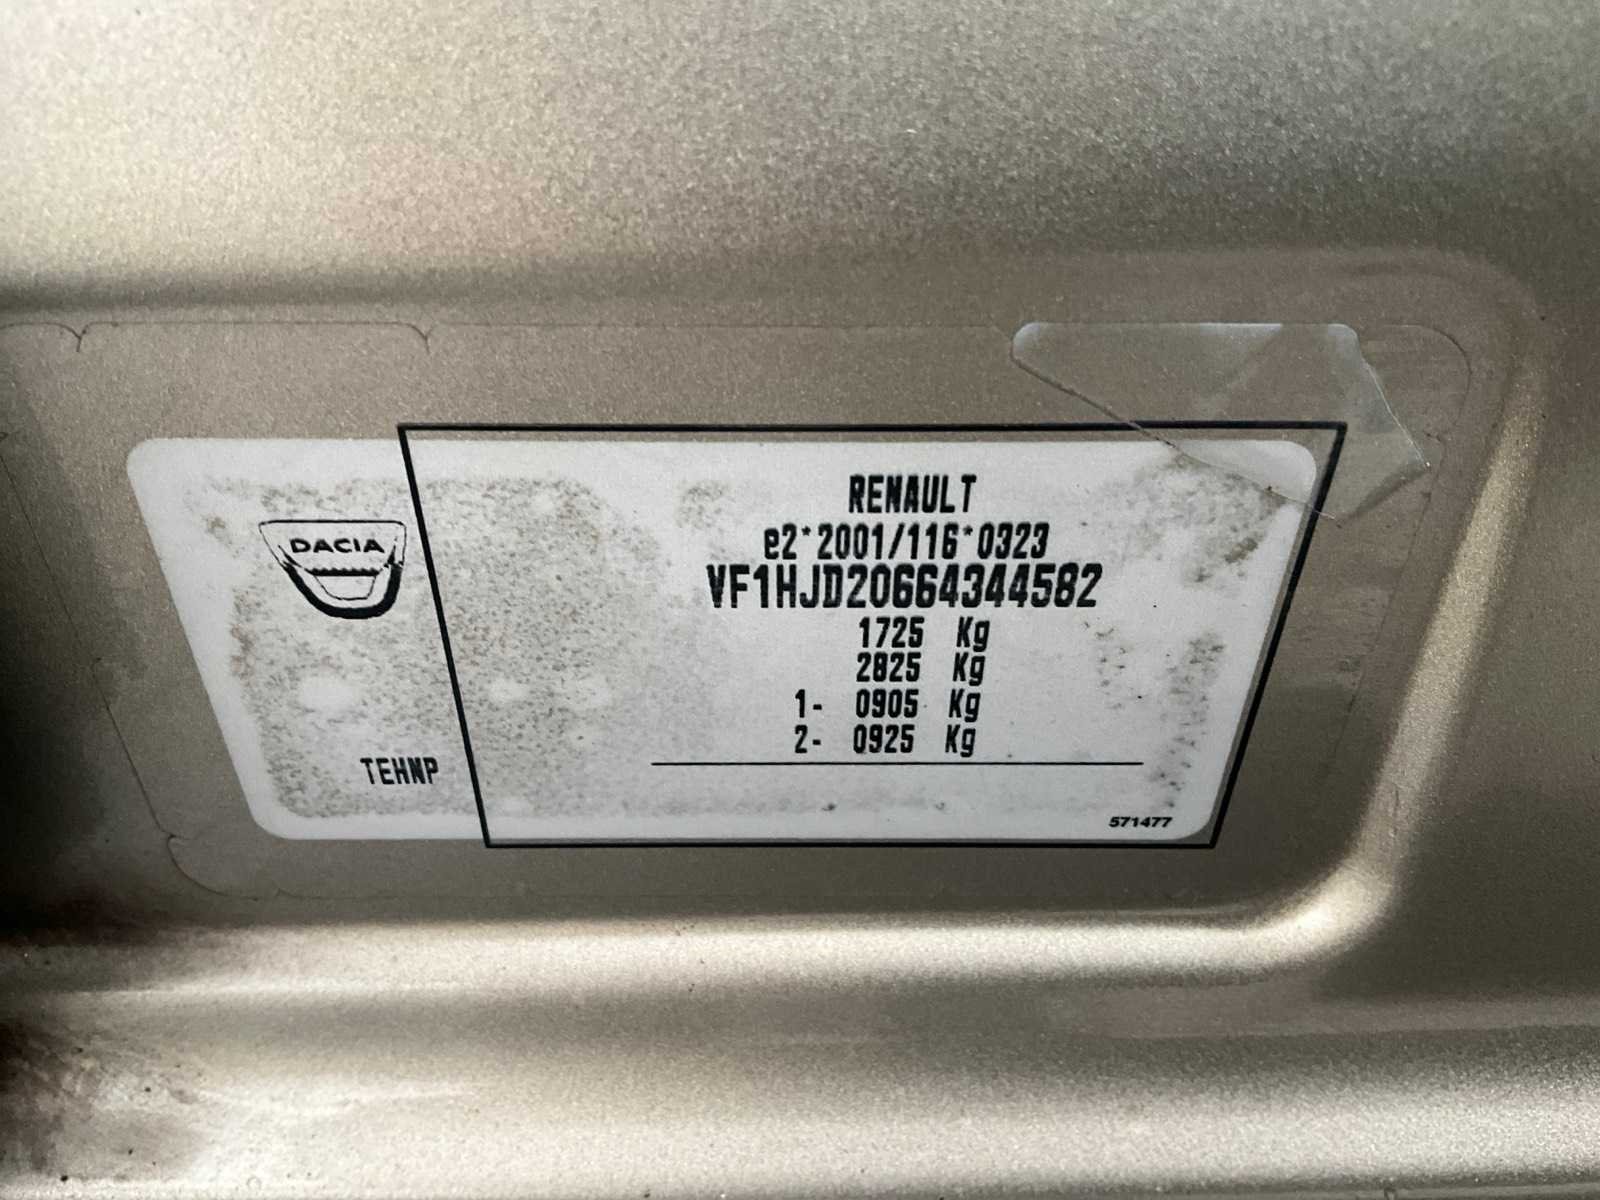 DACIA
RENAULT
e2*2001/116*0323
VF1HJD20664344582
1725 Kg
2825 Kg
1- 0905 Kg
2- 0925 Kg
TEHNP
571477